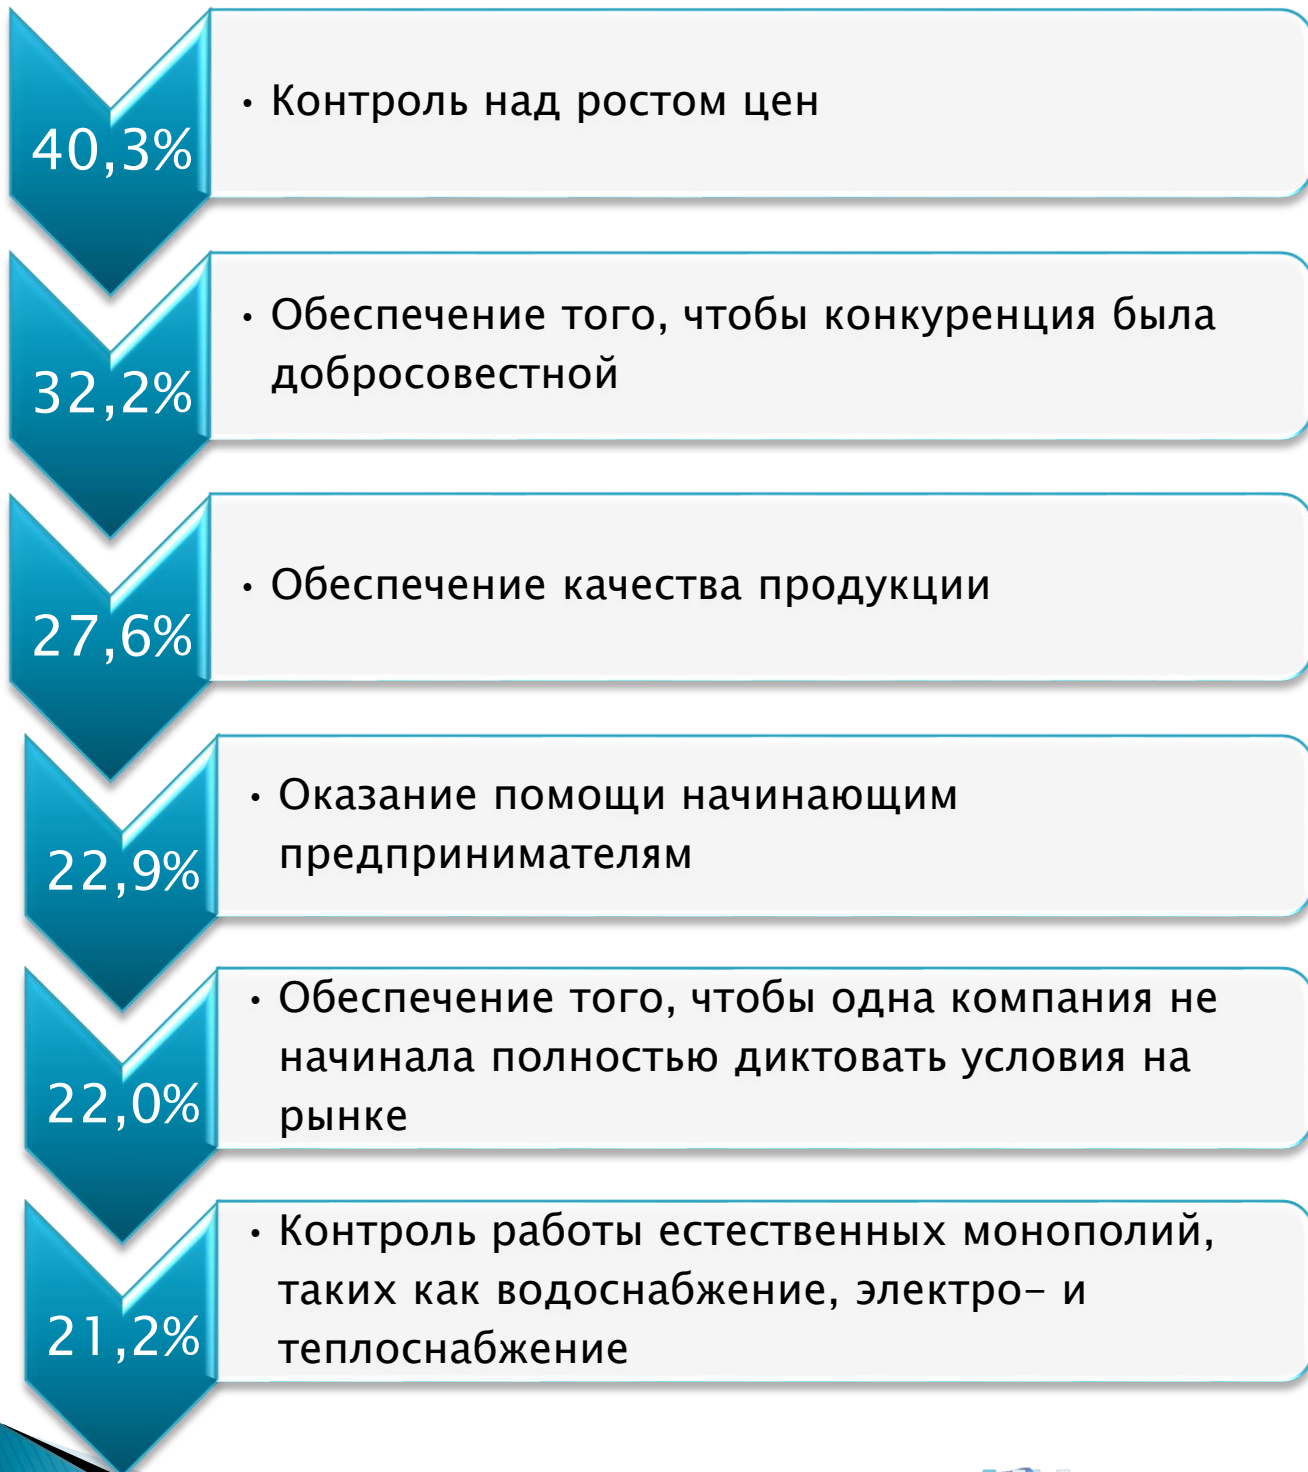 40,3%
• Контроль над ростом цен
32,2%
• Обеспечение того, чтобы конкуренция была
добросовестной
27,6%
• Обеспечение качества продукции
22,9%
• Оказание помощи начинающим
предпринимателям
22,0%
• Обеспечение того, чтобы одна компания не
начинала полностью диктовать условия на
рынке
21,2%
• Контроль работы естественных монополий,
таких как водоснабжение, электро– и
теплоснабжение